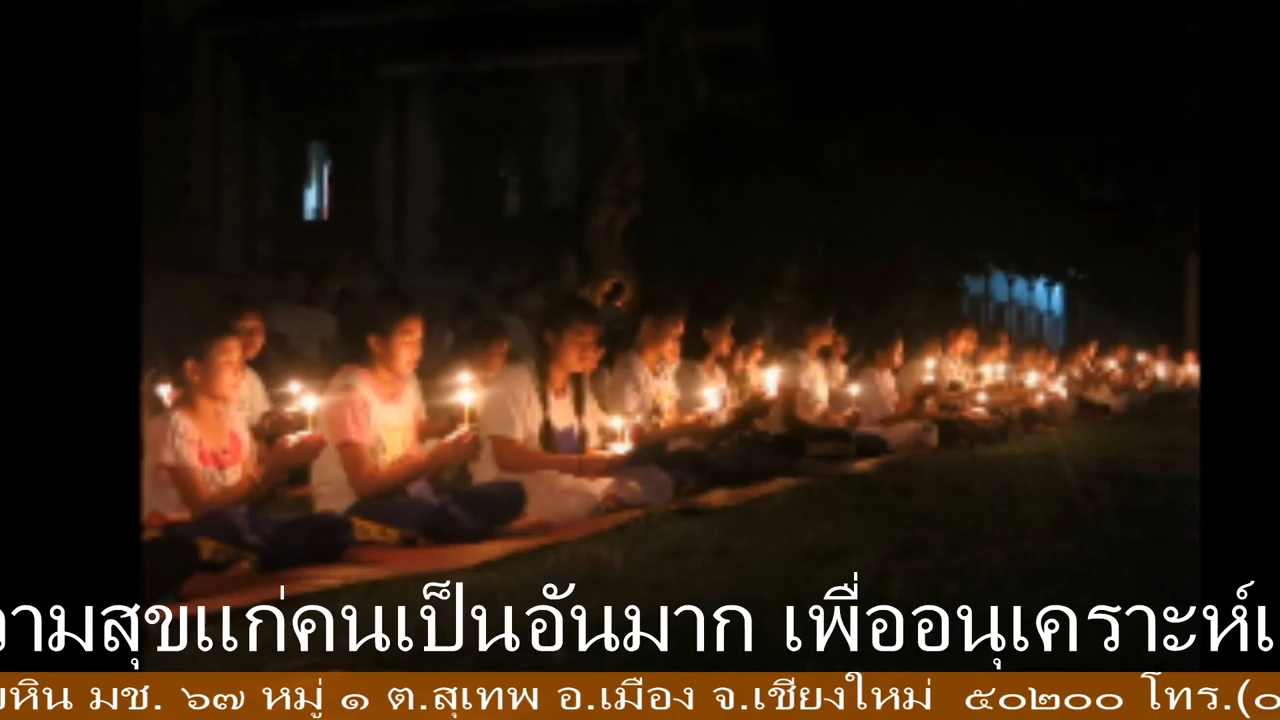 วามสุขแก่คนเป็นอันมาก เพื่ออนุเคราะห์
หิน มช. ๖๗ หมู่ ๑ ต.สุเทพ อ.เมือง จ.เชียงใหม่ ๕๐๒๐๐ โทร.(๐